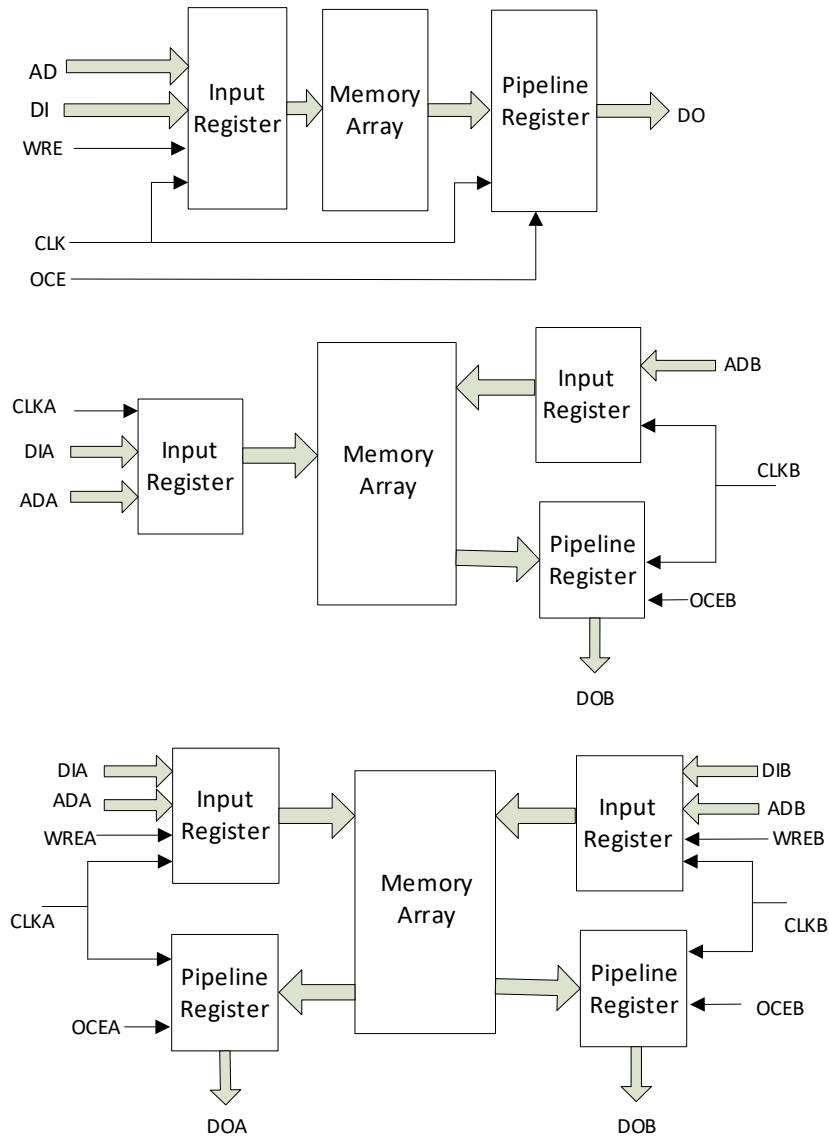 AD
DI
WRE
CLK
OCE
Input
Register
Memory
Array
Pipeline
Register
DO
CLKA
DIA
ADA
Input
Register
Memory
Array
Input
Register
ADB
CLKB
Pipeline
Register
OCEB
DOB
DIA
ADA
WREA
CLKA
OCEA
Input
Register
Pipeline
Register
DOA
Memory
Array
Input
Register
DIB
ADB
WREB
CLKB
Pipeline
Register
OCEB
DOB